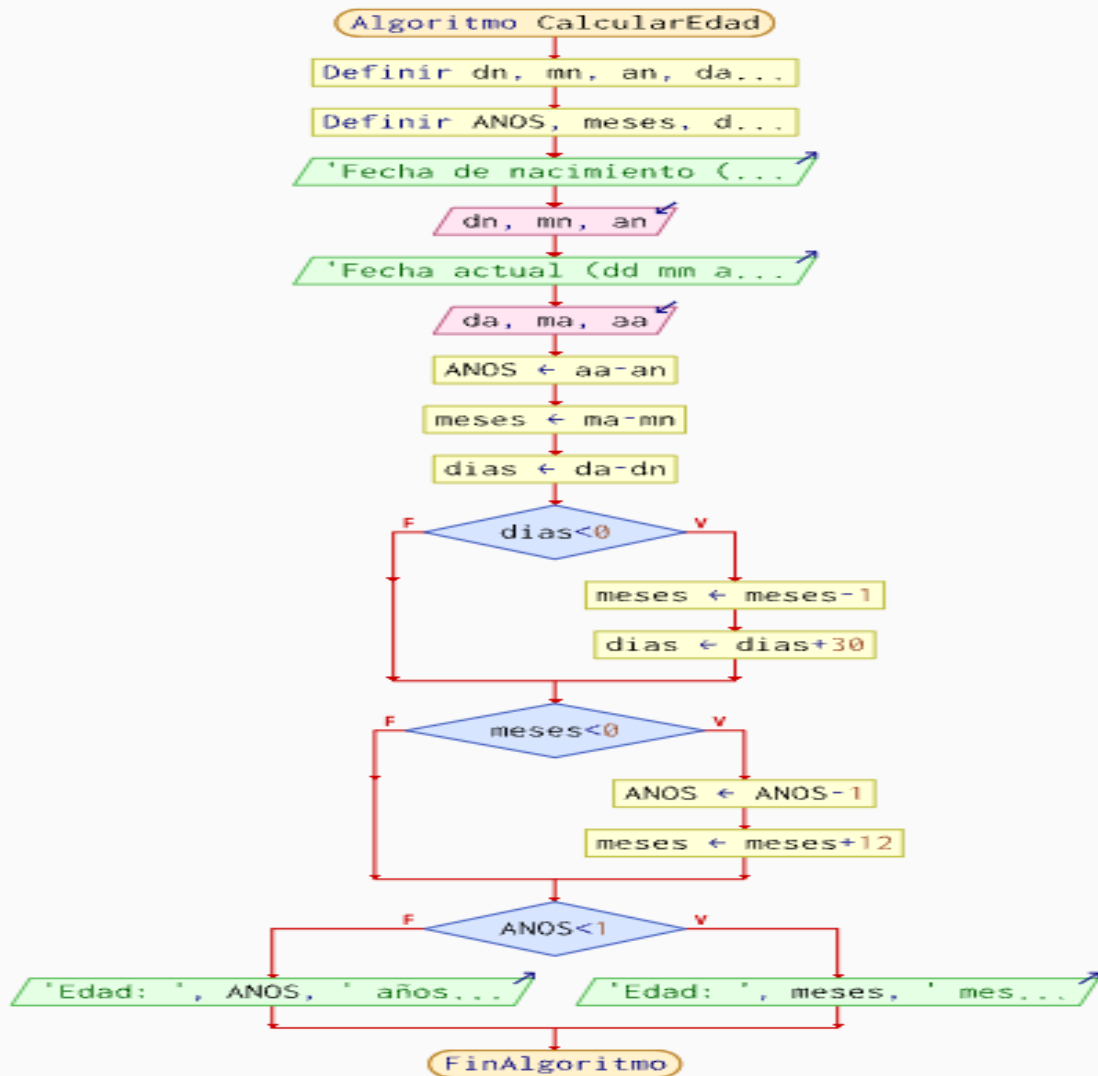 Algoritmo CalcularEdad
Definir dn, mn, an, da...
Definir ANOS, meses, d...
'Fecha de nacimiento (...
dn, mn, an
'Fecha actual (dd mm a...
da, ma, aa
ANOS ← aa-an
meses ← ma-mn
dias ← da-dn
F
dias<0
V
meses ← meses-1
dias ← dias+30
F
meses<0
V
ANOS ← ANOS-1
meses ← meses+12
F
ANOS<1
V
'Edad: ', ANOS, ' años...
'Edad: ', meses, ' mes...
FinAlgoritmo